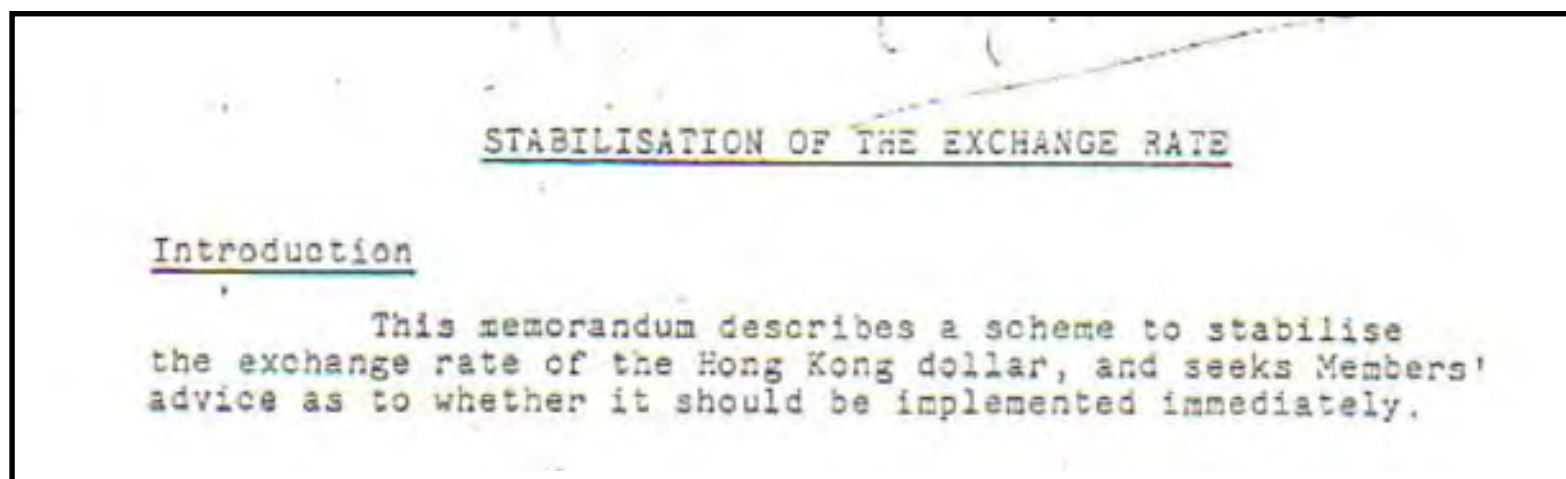 STABILISATION OF THE EXCHANGE RATE
Introduction
This memorandum describes a scheme to stabilise
the exchange rate of the Hong Kong dollar, and seeks Members'
advice as to whether it should be implemented immediately.